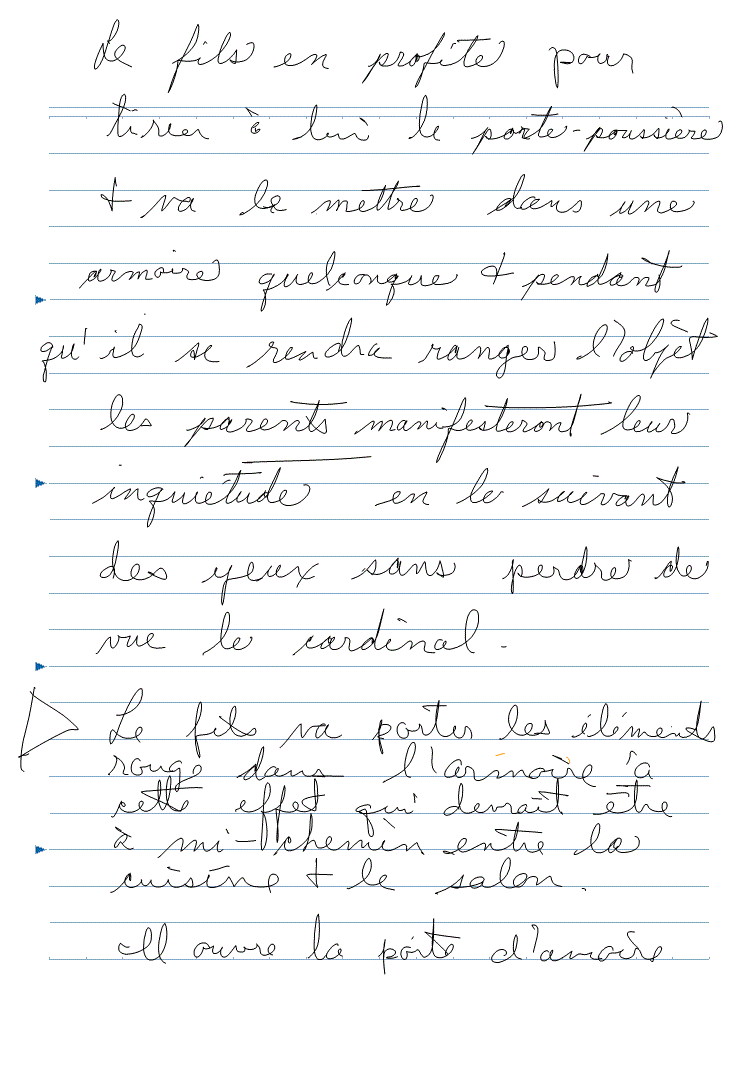 Le fils en profite pour
tirer à lui le porte-poussière
& va le mettre dans une
armoire quelconque & pendant
qu'il se rendra ranger l'objèt
les parents manifesteront leur
inquiétude en le suivant
des yeux sans perdre de
vue le cardinal.
Le fils va porter les éléments
rouge dans l'armoire à
cette effet qui devrait être
à mi-chemin entre la
cuisine & le salon.
Il ouvre la porte d'amoire